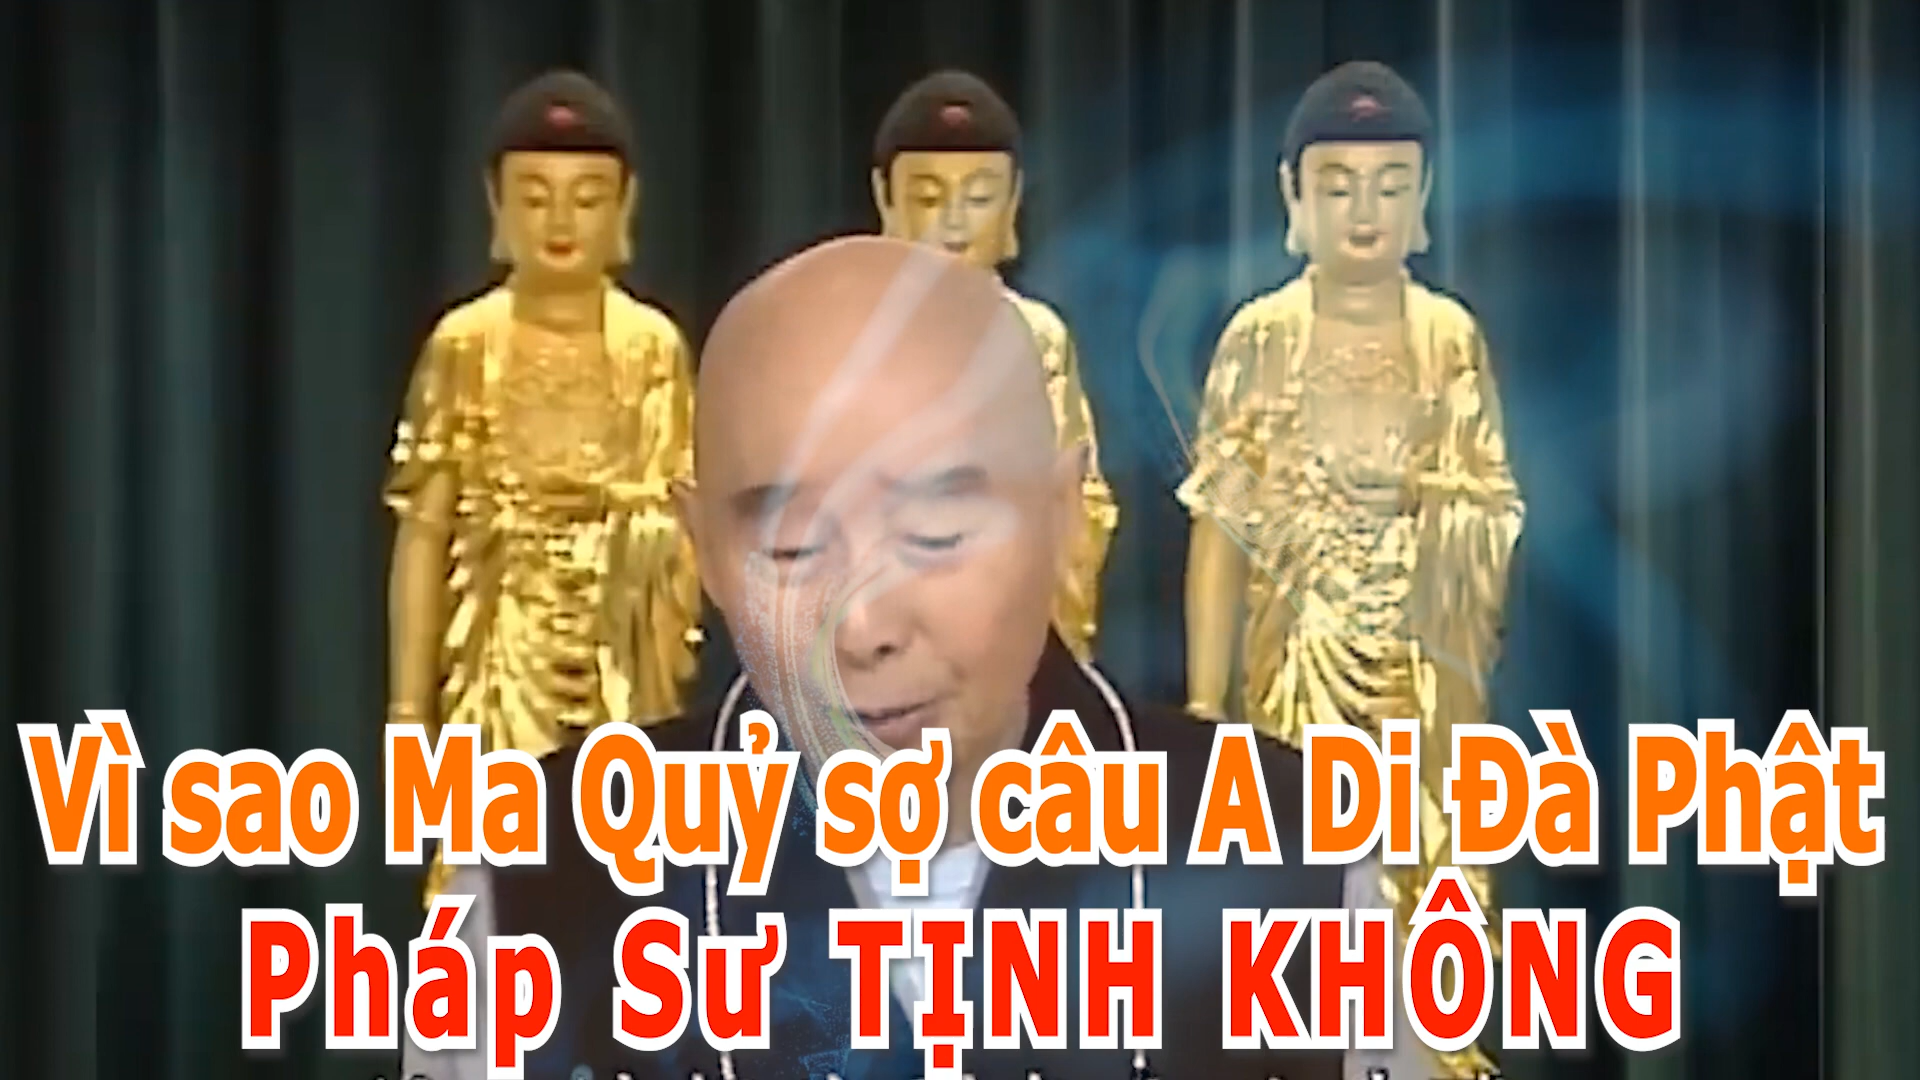 Vì sao Ma Quỷ sợ câu A Di Đà Phật
Pháp Sư TỊNH KHÔNG